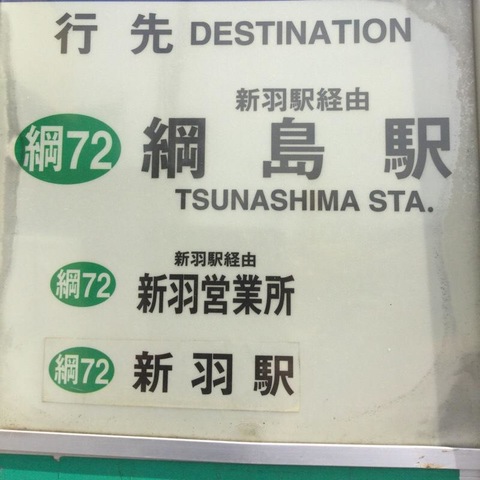 行先 DESTINATION
新羽駅経由
綱72 綱島駅
TSUNASHIMA STA.
新羽駅経由
綱72 新羽営業所
綱72 新羽駅